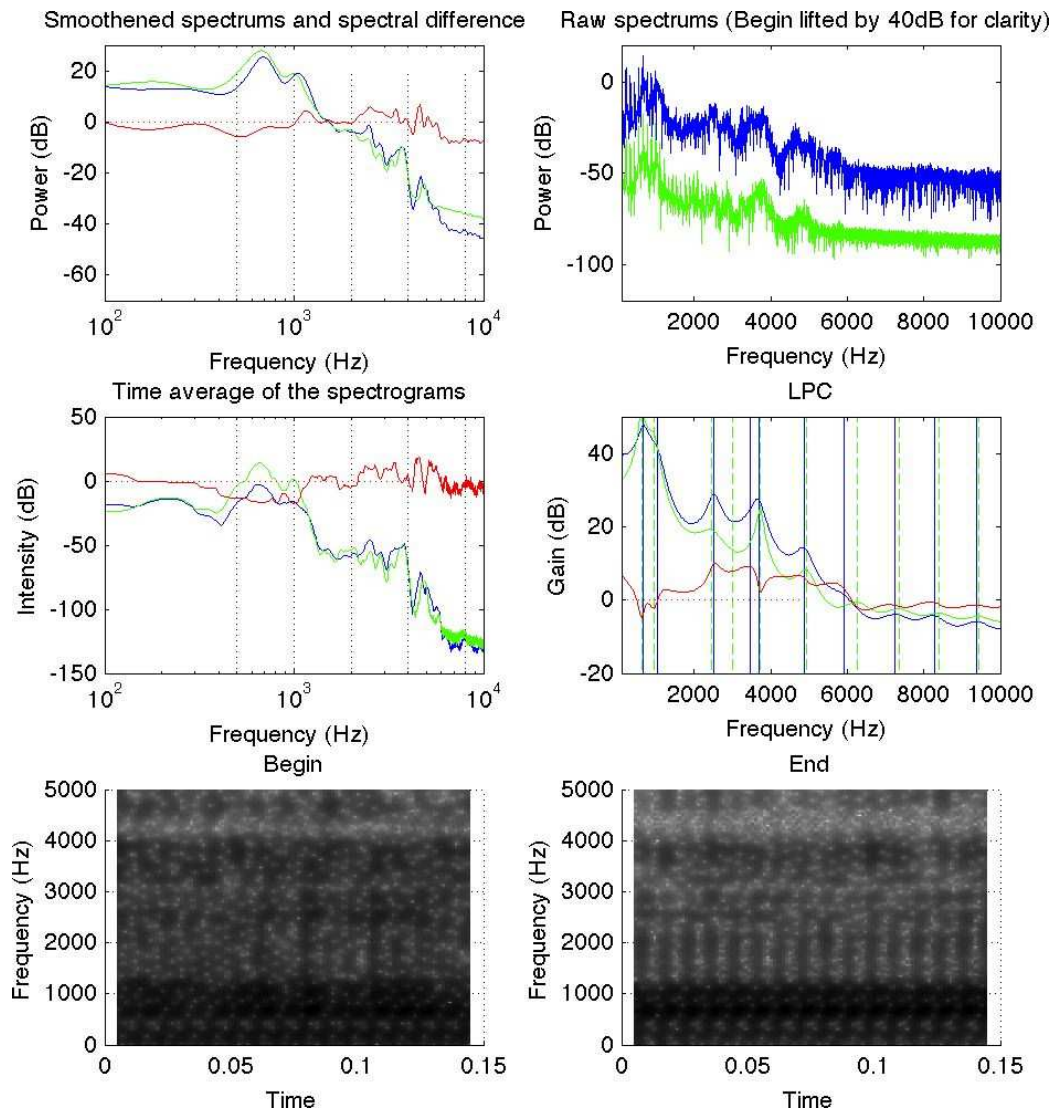 Smoothened spectrums and spectral difference
20
0
-20
-40
-60
Power (dB)
10^2
10^3
10^4
Frequency (Hz)
Raw spectrums (Begin lifted by 40dB for clarity)
0
-50
-100
Power (dB)
2000 4000 6000 8000 10000
Frequency (Hz)
Time average of the spectrograms
50
0
-50
-100
-150
Intensity (dB)
10^2
10^3
10^4
Frequency (Hz)
LPC
40
20
0
-20
Gain (dB)
2000 4000 6000 8000 10000
Frequency (Hz)
Begin
5000
4000
3000
2000
1000
0
Frequency (Hz)
0 0.05 0.1 0.15
Time
End
5000
4000
3000
2000
1000
0
Frequency (Hz)
0 0.05 0.1 0.15
Time